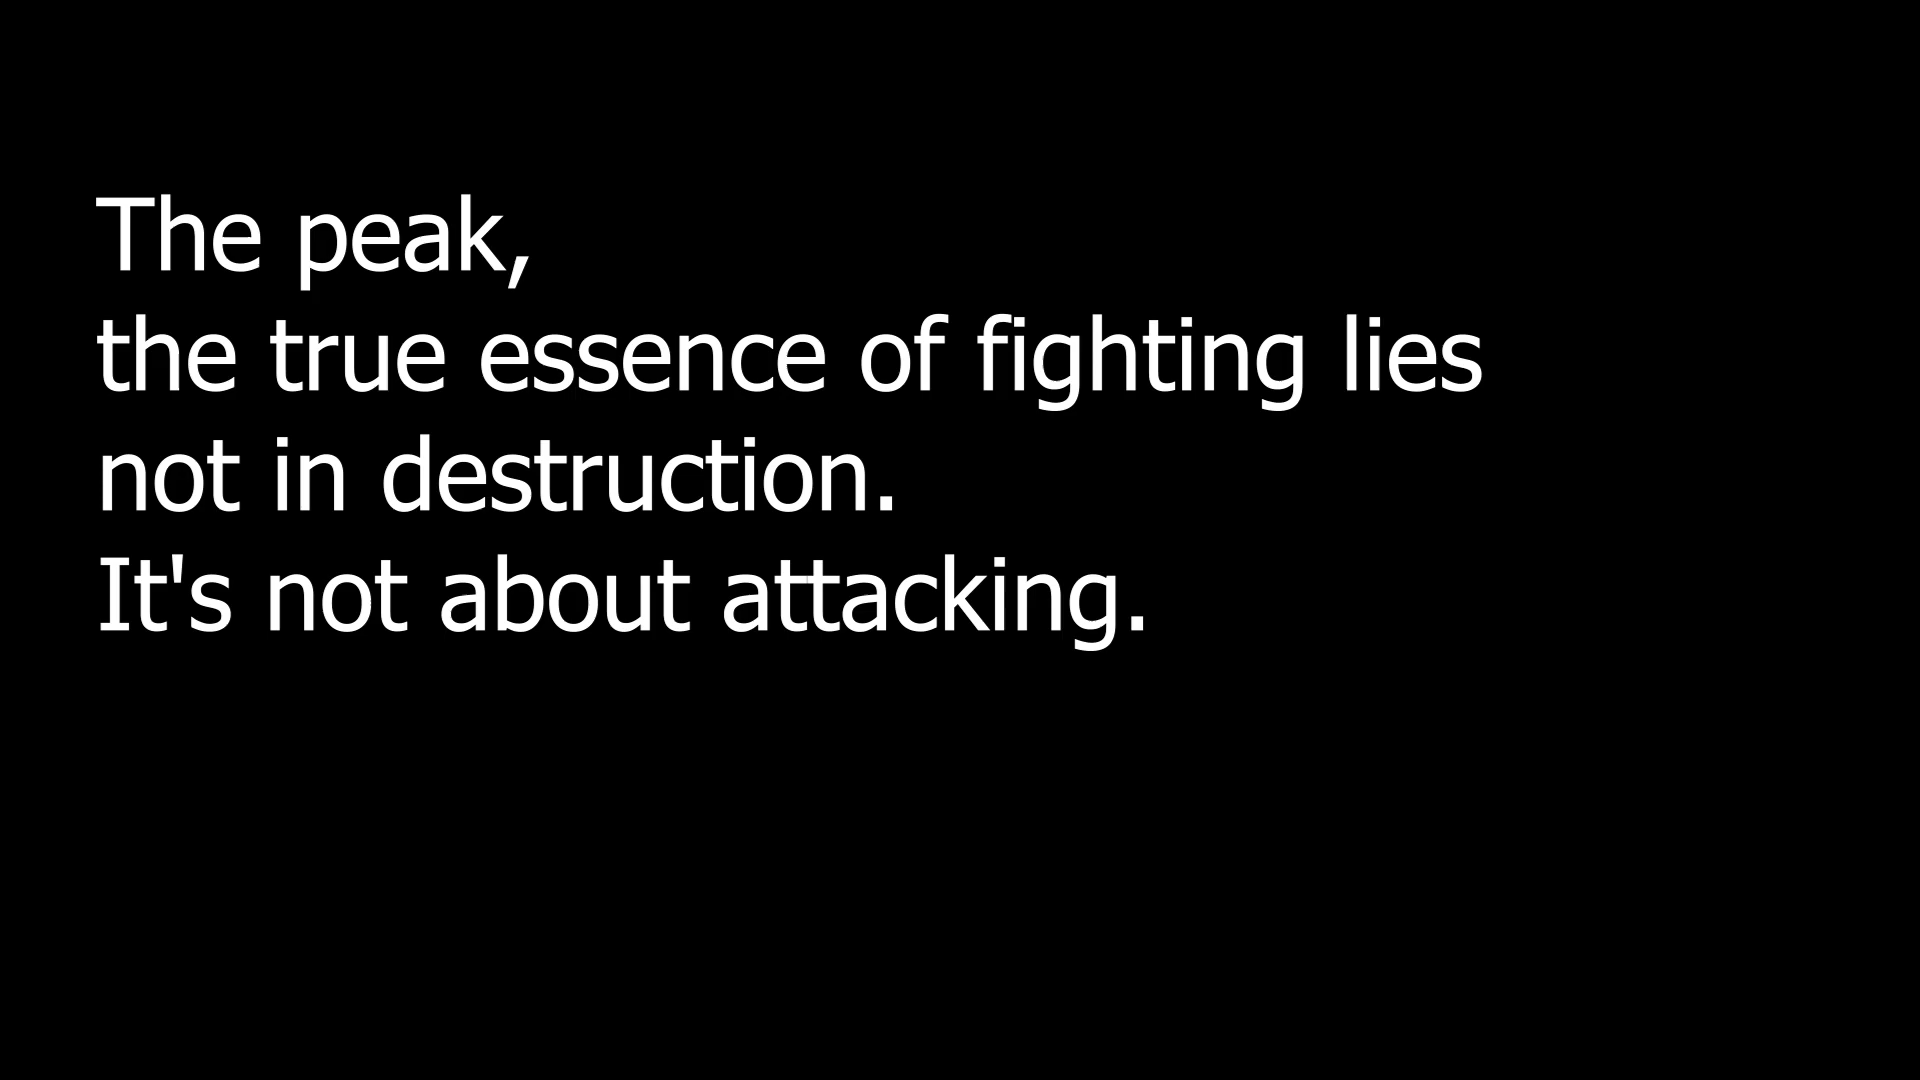 The peak,
the true essence of fighting lies
not in destruction.
It's not about attacking.